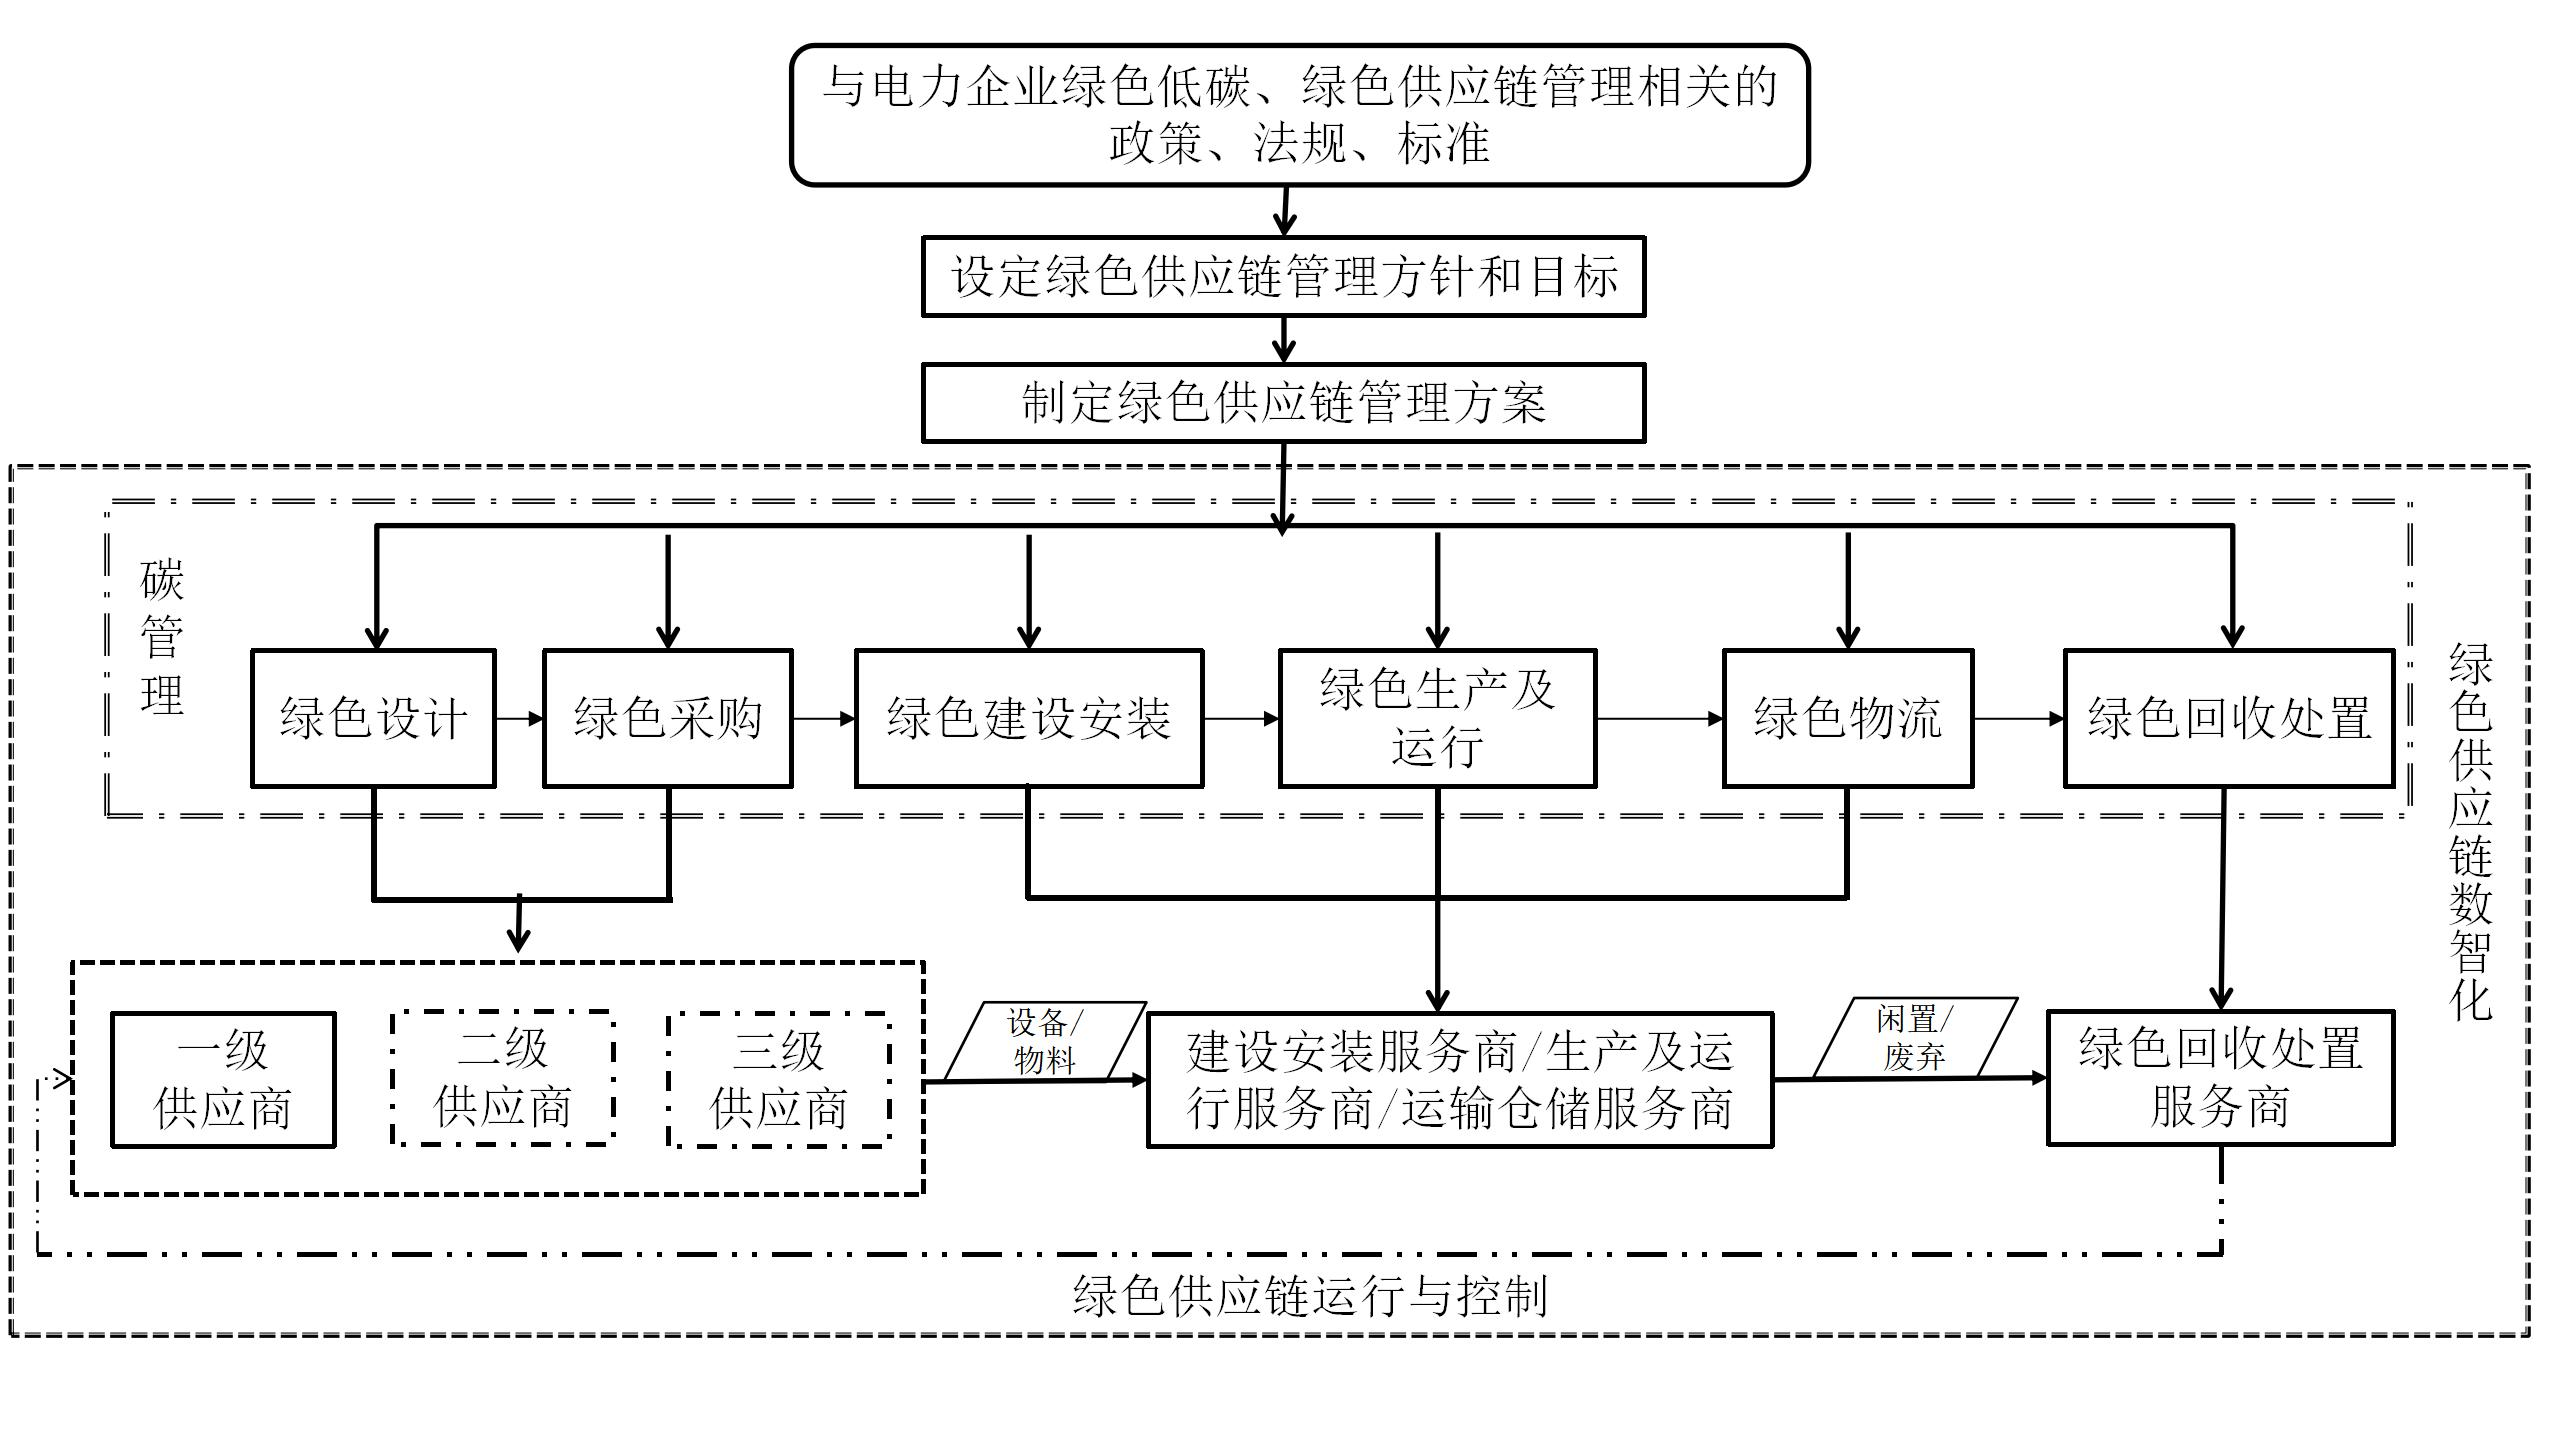 与电力企业绿色低碳、绿色供应链管理相关的
政策、法规、标准
设定绿色供应链管理方针和目标
制定绿色供应链管理方案
碳管理
绿色设计
绿色采购
绿色建设安装
绿色生产及
运行
绿色物流
绿色回收处置
绿色供应链数智化
一级
供应商
二级
供应商
三级
供应商
设备/
物料
建设安装服务商/生产及运
行服务商/运输仓储服务商
闲置/
废弃
绿色回收处置
服务商
绿色供应链运行与控制